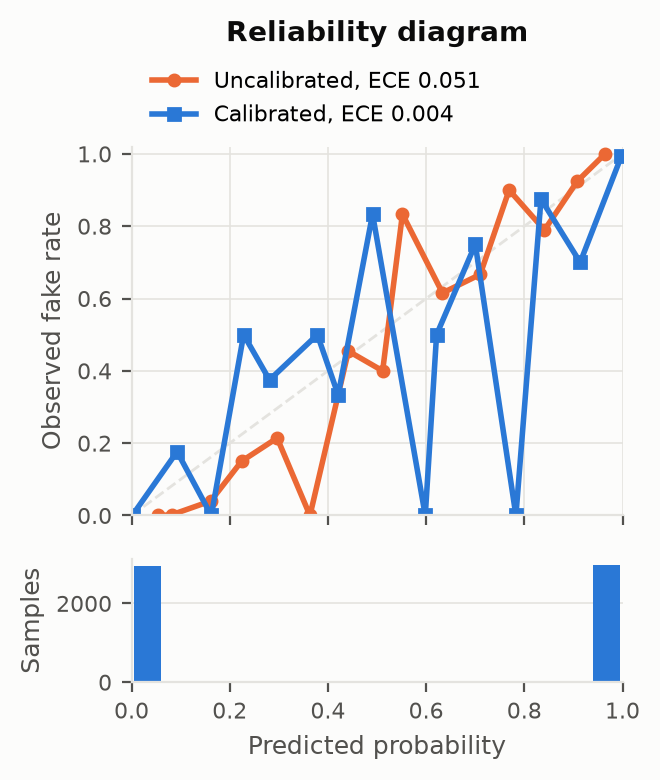 Reliability diagram
Uncalibrated, ECE 0.051
Calibrated, ECE 0.004
Observed fake rate
1.0
0.8
0.6
0.4
0.2
0.0
Samples
2000
0
0.0 0.2 0.4 0.6 0.8 1.0
Predicted probability